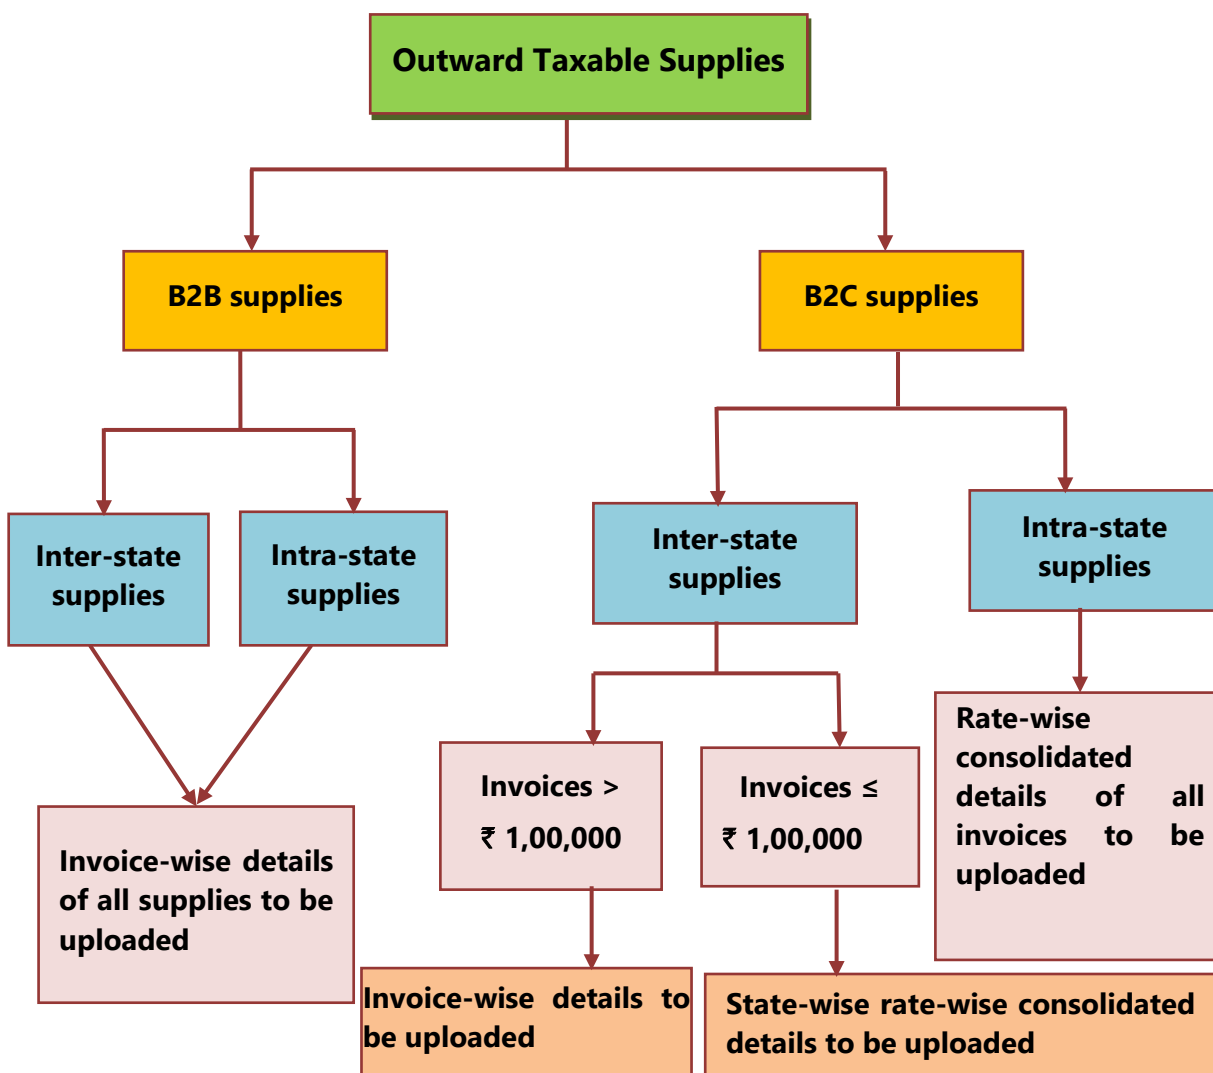 Outward Taxable Supplies
B2B supplies
B2C supplies
Inter-state
supplies
Intra-state
supplies
Inter-state
supplies
Intra-state
supplies
Invoice-wise details
of all supplies to be
uploaded
Invoices >
₹ 1,00,000
Invoices ≤
₹ 1,00,000
Rate-wise
consolidated
details of all
invoices to be
uploaded
Invoice-wise details to
be uploaded
State-wise rate-wise consolidated
details to be uploaded